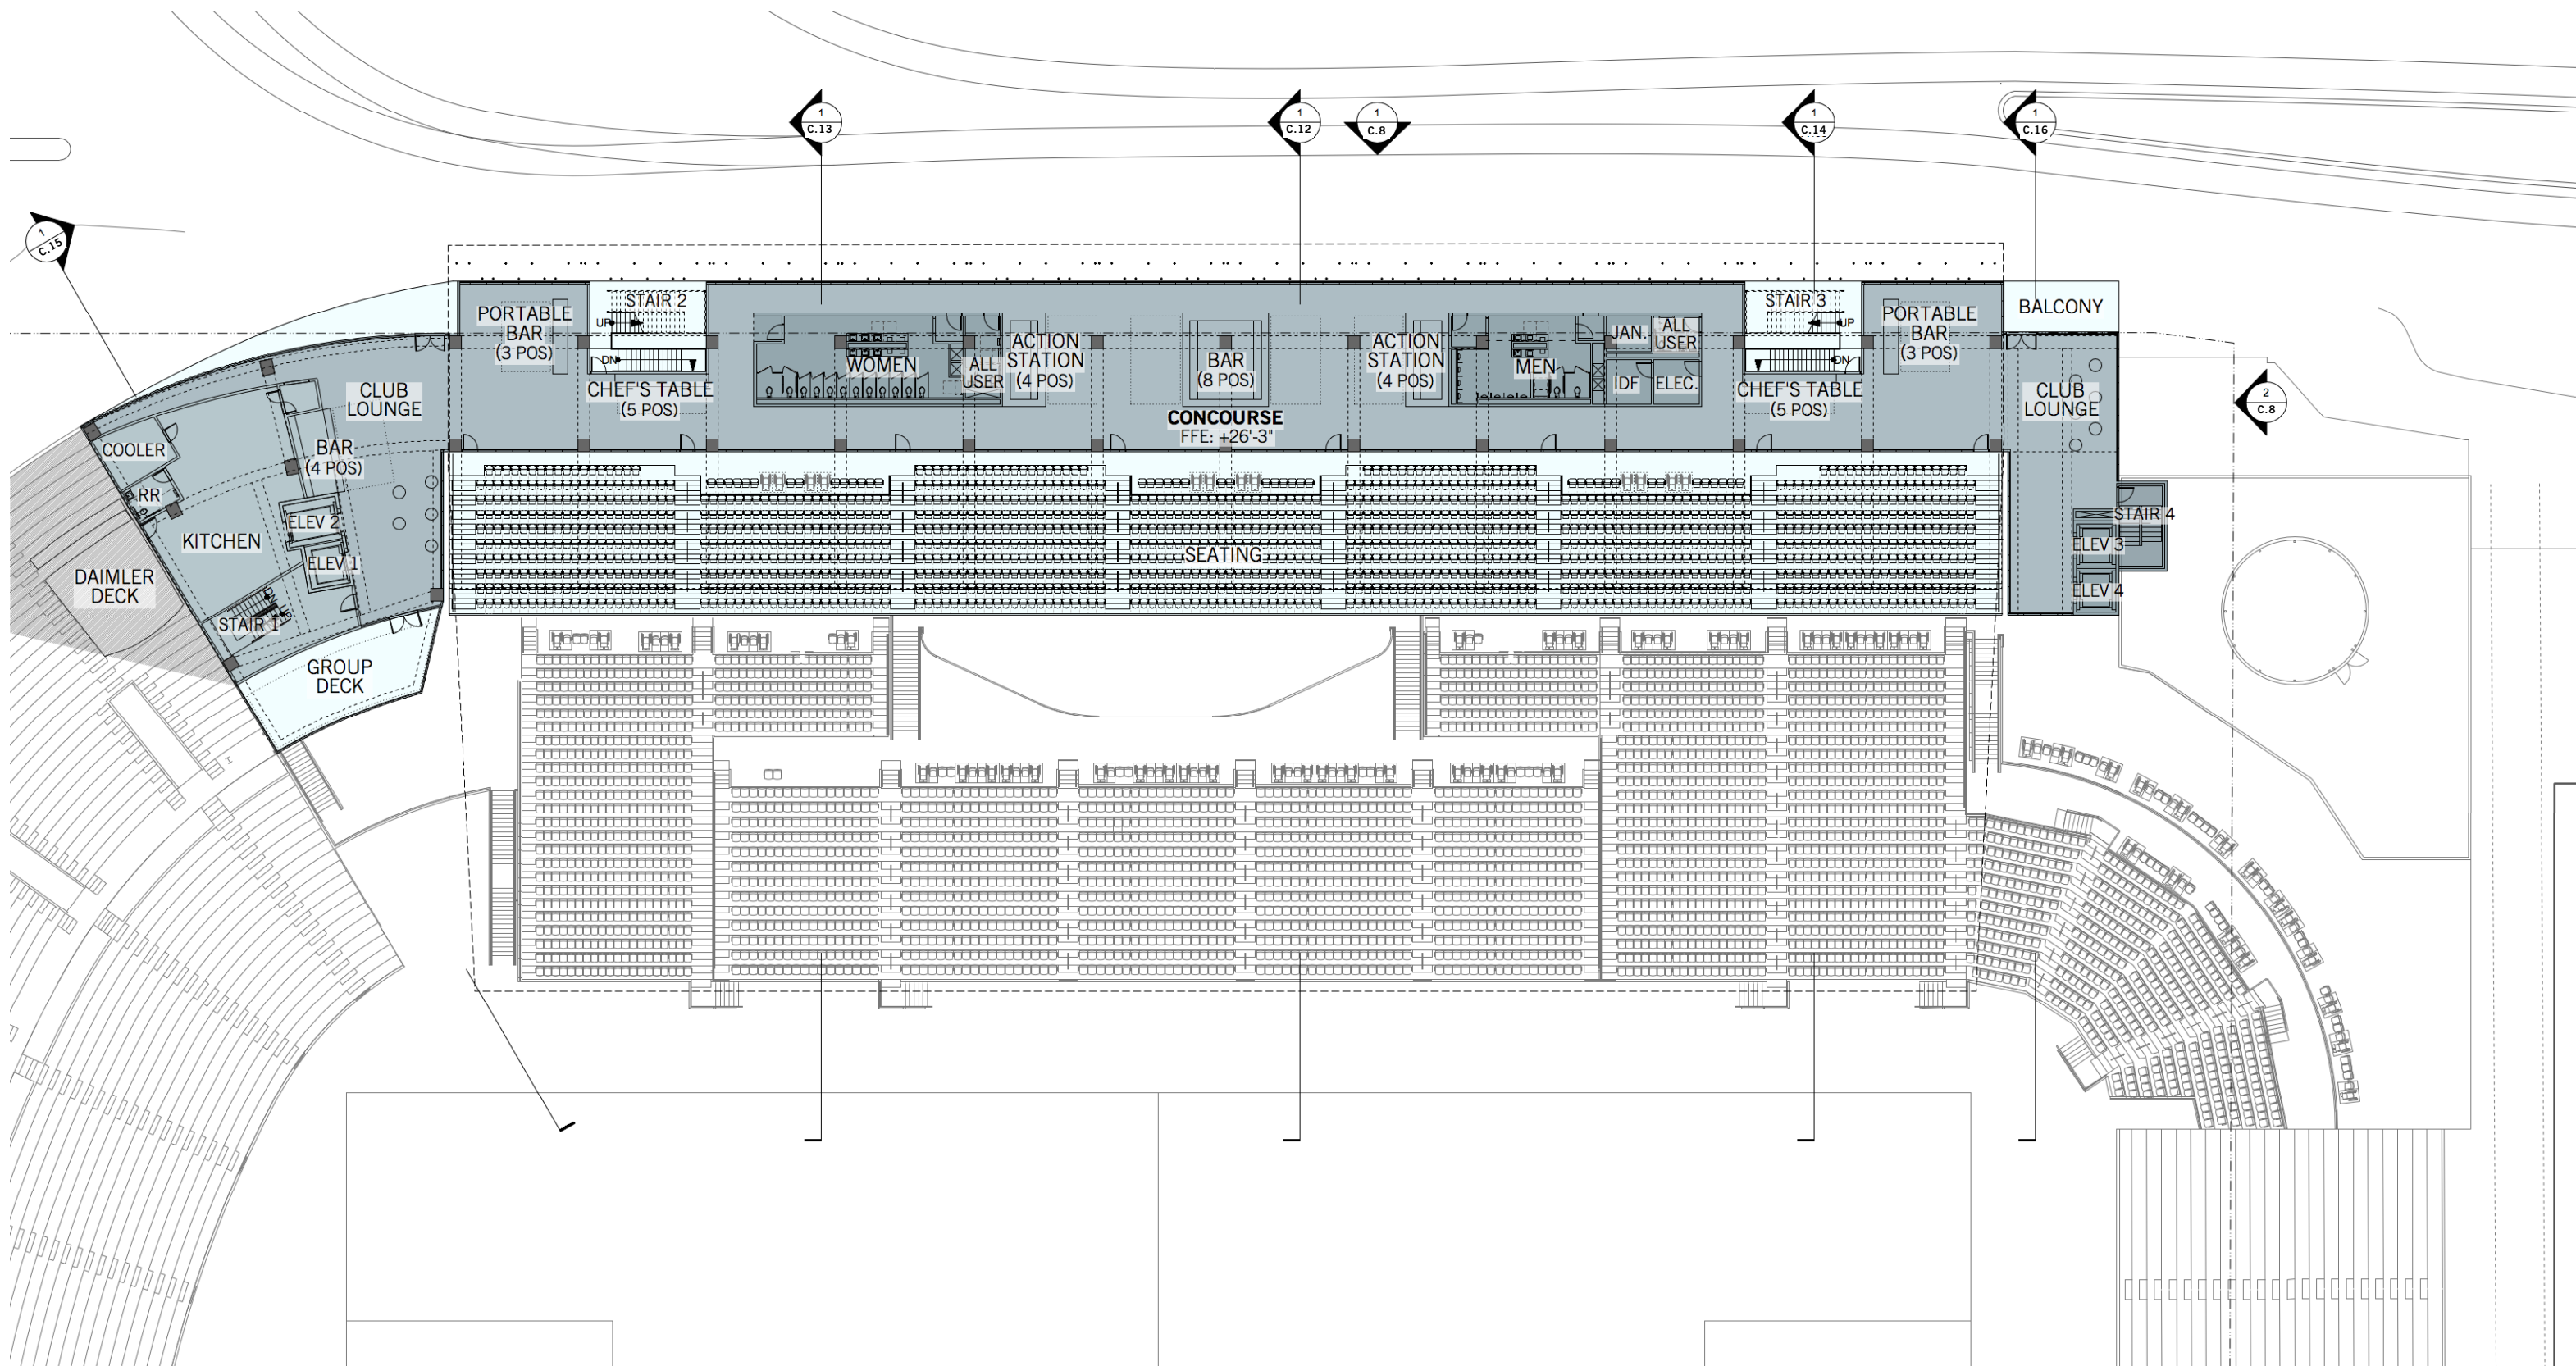 1
C.13
1
C.12
1
C.8
1
C.14
1
C.16
1
C.15
2
C.8
PORTABLE
BAR
(3 POS)
STAIR 2
UP
DN
CHEF'S TABLE
(5 POS)
WOMEN
ALL
USER
ACTION
STATION
(4 POS)
BAR
(8 POS)
CONCOURSE
FFE: +26'-3"
ACTION
STATION
(4 POS)
MEN
JAN.
ALL
USER
IDF
ELEC.
STAIR 3
UP
DN
CHEF'S TABLE
(5 POS)
PORTABLE
BAR
(3 POS)
BALCONY
CLUB
LOUNGE
STAIR 4
ELEV 3
ELEV 4
CLUB
LOUNGE
BAR
(4 POS)
COOLER
RR
KITCHEN
ELEV 2
ELEV 1
DAIMLER
DECK
STAIR 1
DN
UP
GROUP
DECK
SEATING